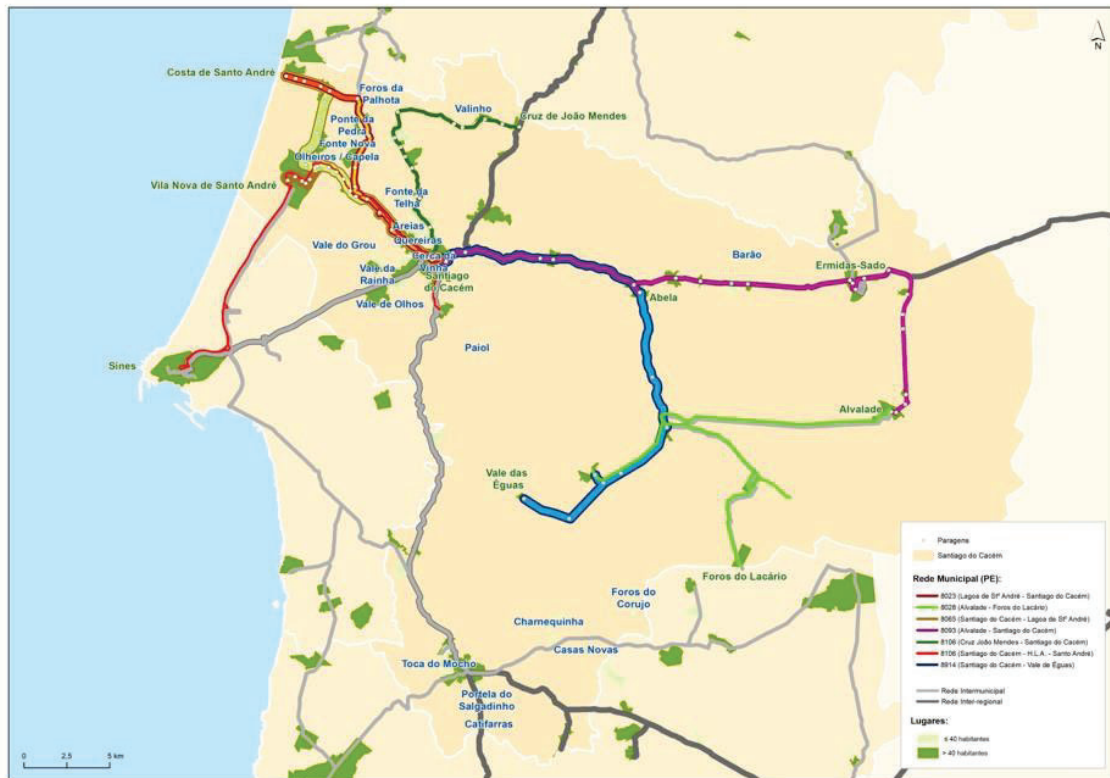 N
Costa de Santo André
Foros da
Palhota
Valinho
Cruz de João Mendes
Ponte da
Pedra
Fonte Nova
Olheiros / Capela
Vila Nova de Santo André
Fonte da
Telha
Areias
Quereiras
Vale do Grou
Barão
Ermidas-Sado
Vale da
Rainha
Santiago
do Cacém
Vale de Olhos
Abela
Paiol
Sines
Alvalade
Vale das
Éguas
Foros do Lacário
Foros do
Corujo
Charnequinha
Casas Novas
Toca do Mocho
Portela do
Salgadinho
Catifarras
Paragens
Santiago do Cacém
Rede Municipal (PE):
8023 (Lagoa de Stº André - Santiago do Cacém)
8028 (Alvalade - Foros do Lacário)
8065 (Santiago do Cacém - Lagoa de Stº André)
8093 (Alvalade - Santiago do Cacém)
8106 (Cruz João Mendes - Santiago do Cacém)
8106 (Santiago do Cacém - H.L.A. - Santo André)
8914 (Santiago do Cacém - Vale de Éguas)
Rede Intermunicipal
Rede Inter-regional
Lugares:
≤ 40 habitantes
> 40 habitantes
0 2,5 5 km